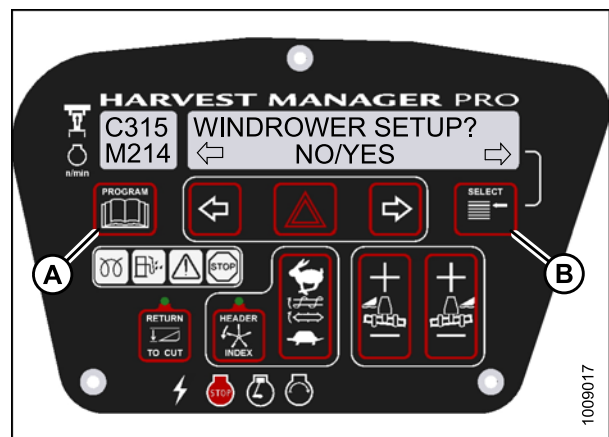 HARVEST MANAGER PRO
C315 WINDROWER SETUP?
M214 NO/YES
n/min
PROGRAM
SELECT
A
B
STOP
RETURN
TO CUT
HEADER
INDEX
STOP
1009017